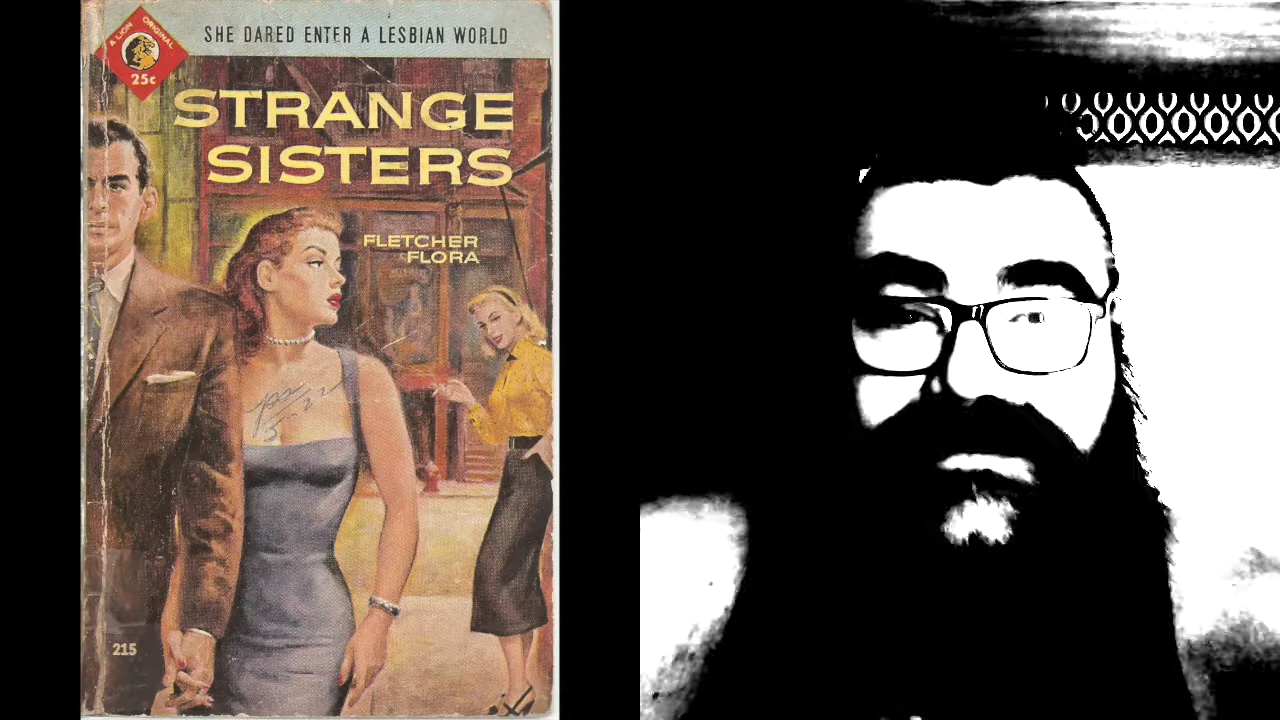 SHE DARED ENTER A LESBIAN WORLD
A LION ORIGINAL
25c
STRANGE
SISTERS
FLETCHER
FLORA
215